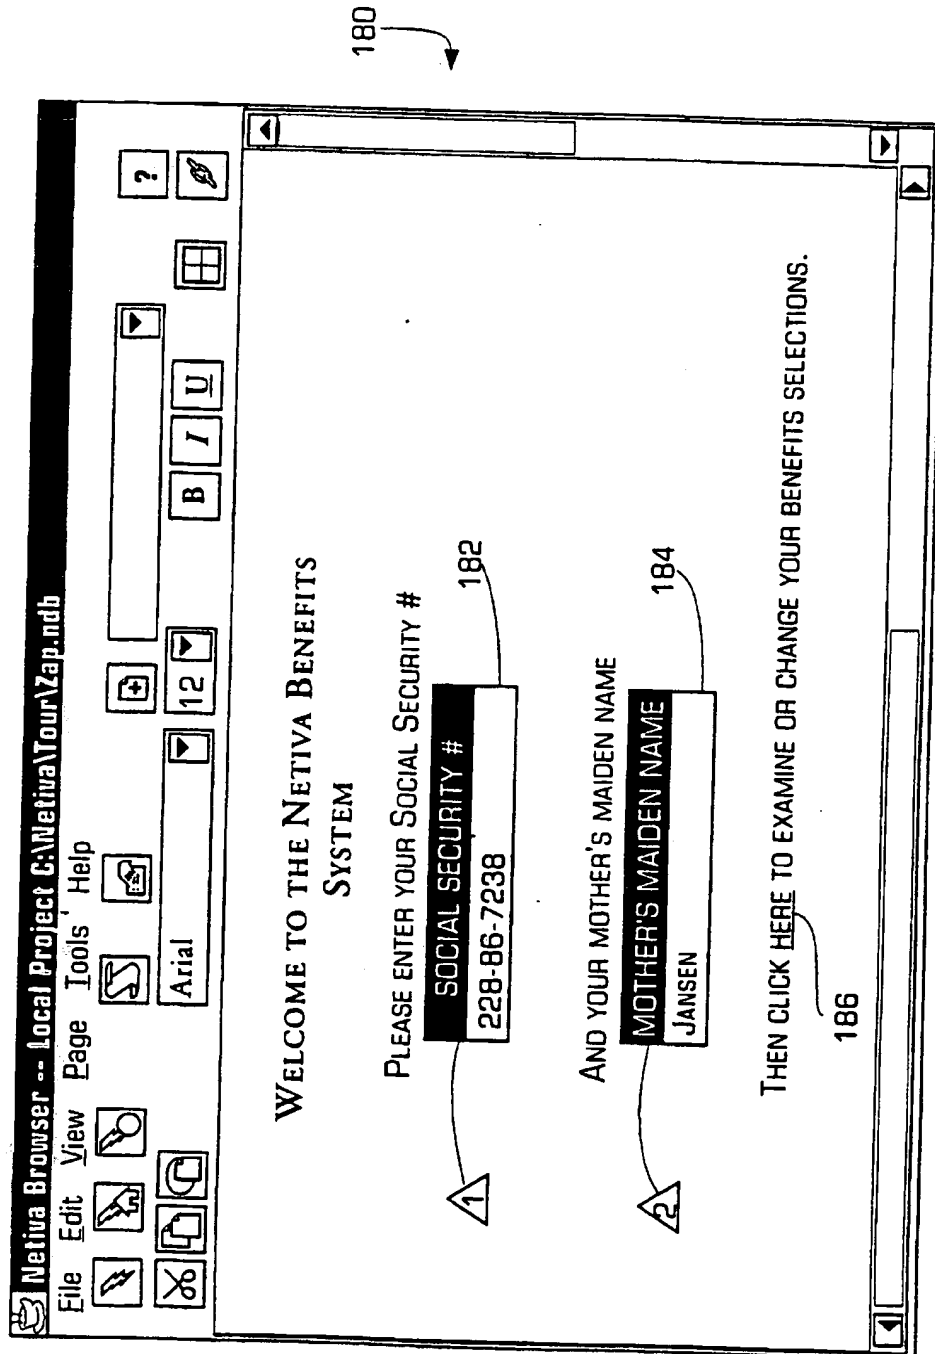 Netiva Browser -- Local Project C:\Netiva\Tour\Zap.ndb
File Edit View Page Tools Help
?
Arial
12
B I U
WELCOME TO THE NETIVA BENEFITS
SYSTEM
PLEASE ENTER YOUR SOCIAL SECURITY #
1
SOCIAL SECURITY #
228-86-7238
182
AND YOUR MOTHER'S MAIDEN NAME
2
MOTHER'S MAIDEN NAME
JANSEN
184
THEN CLICK HERE TO EXAMINE OR CHANGE YOUR BENEFITS SELECTIONS.
186
180